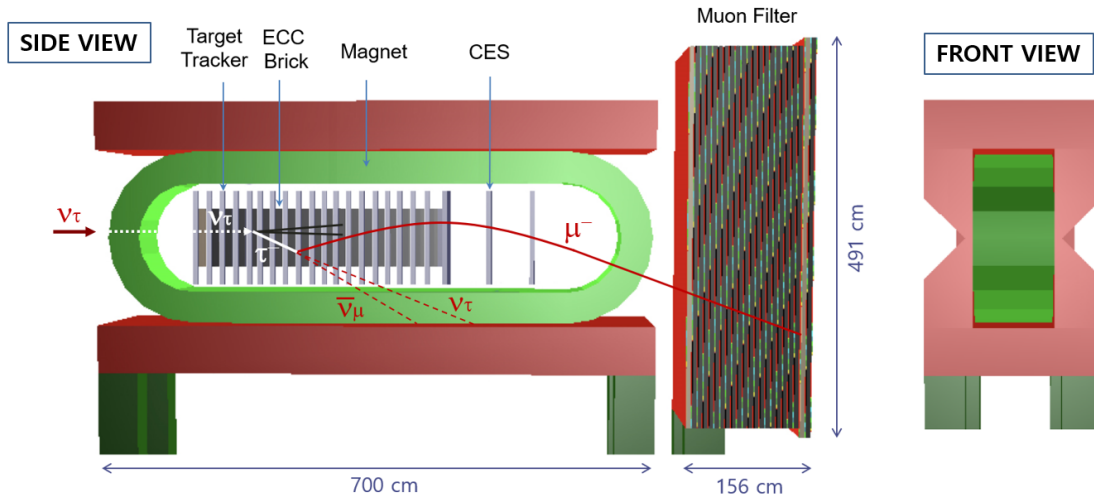 SIDE VIEW
Target
Tracker
ECC
Brick
Magnet
CES
Muon Filter
FRONT VIEW
ντ
ντ
τ⁻
μ⁻
ν̅μ
ντ
491 cm
700 cm
156 cm